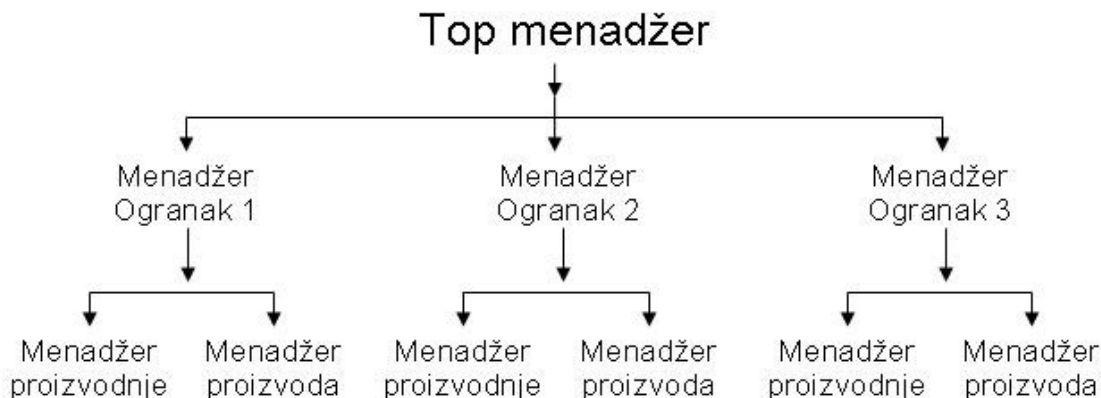 Top menadžer
Menadžer
Ogranak 1
Menadžer
Ogranak 2
Menadžer
Ogranak 3
Menadžer
proizvodnje
Menadžer
proizvoda
Menadžer
proizvodnje
Menadžer
proizvoda
Menadžer
proizvodnje
Menadžer
proizvoda